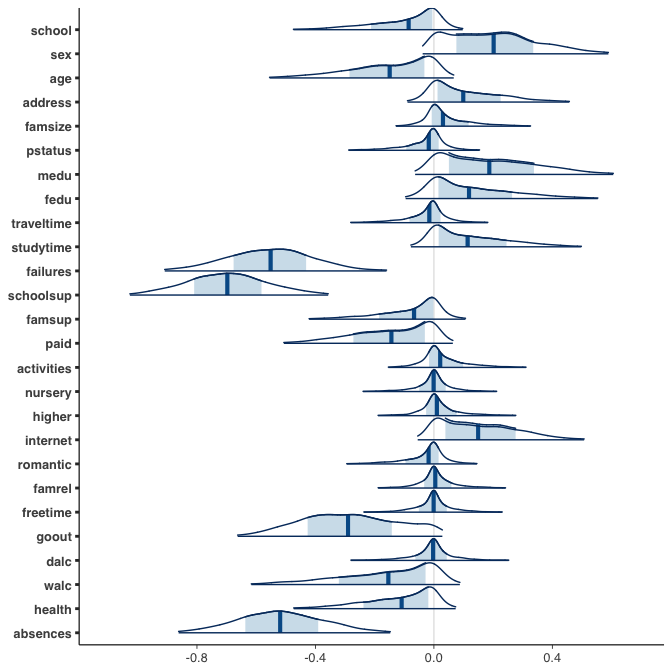 school
sex
age
address
famsize
pstatus
medu
fedu
traveltime
studytime
failures
schoolsup
famsup
paid
activities
nursery
higher
internet
romantic
famrel
freetime
goout
dalc
walc
health
absences
-0.8 -0.4 0.0 0.4